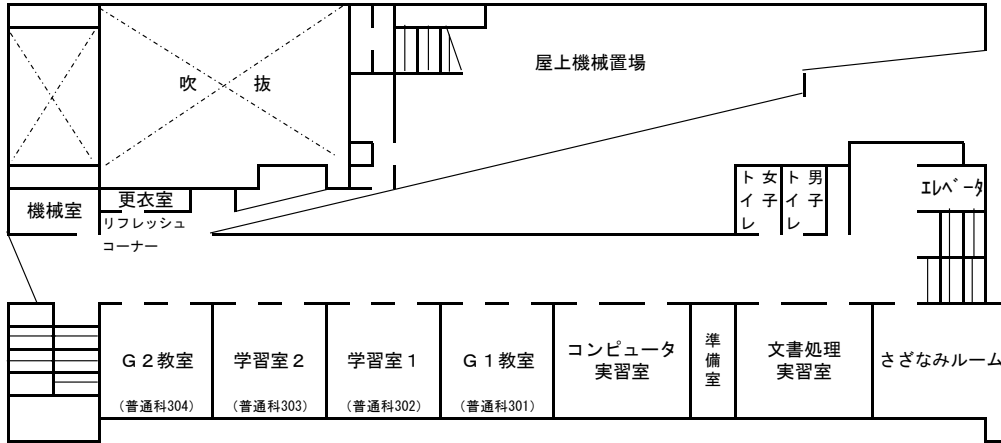 屋上機械置場
吹　抜
女子トイレ
男子トイレ
エレベータ
機械室
更衣室
リフレッシュ
コーナー
Ｇ２教室
(普通科304)
学習室２
(普通科303)
学習室１
(普通科302)
Ｇ１教室
(普通科301)
コンピュータ
実習室
準備室
文書処理
実習室
さざなみルーム